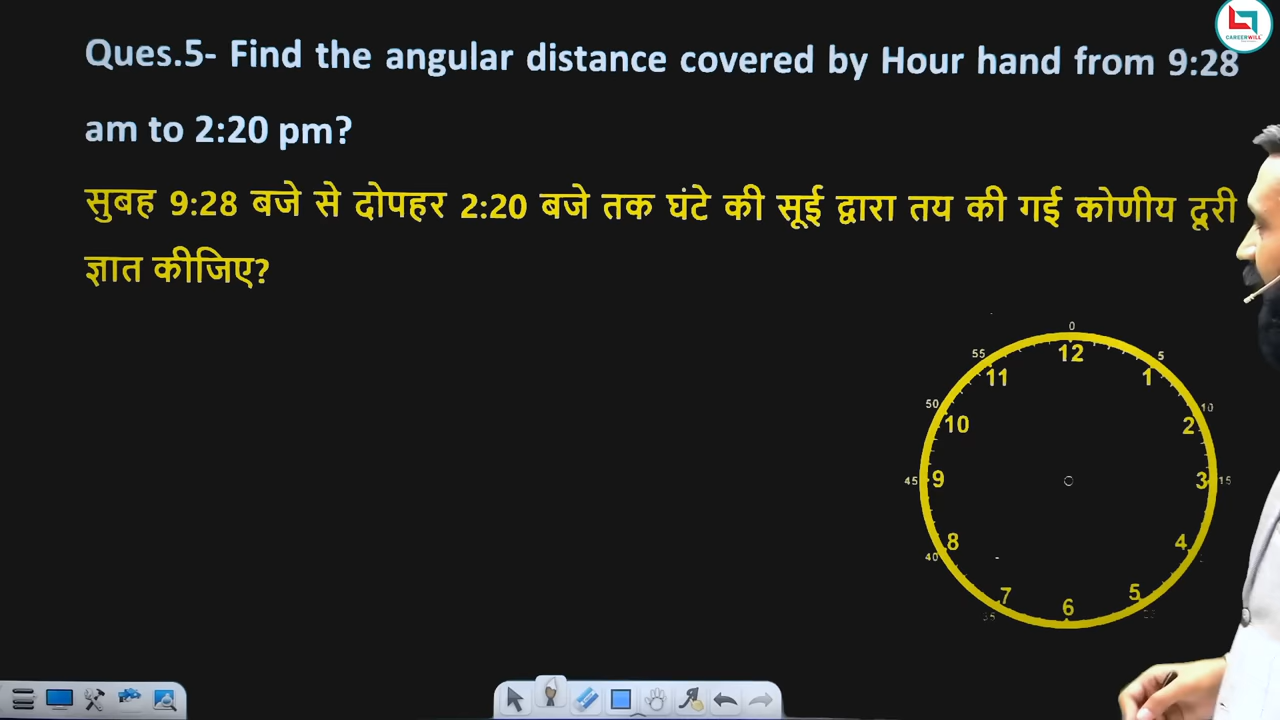 CAREERWILL
Ques.5- Find the angular distance covered by Hour hand from 9:28
am to 2:20 pm?
सुबह 9:28 बजे से दोपहर 2:20 बजे तक घंटे की सूई द्वारा तय की गई कोणीय दूरी
ज्ञात कीजिए?
0
55 12 5
11 1
50 10
10 2
45 9 3 15
8 4
40
7 5
6